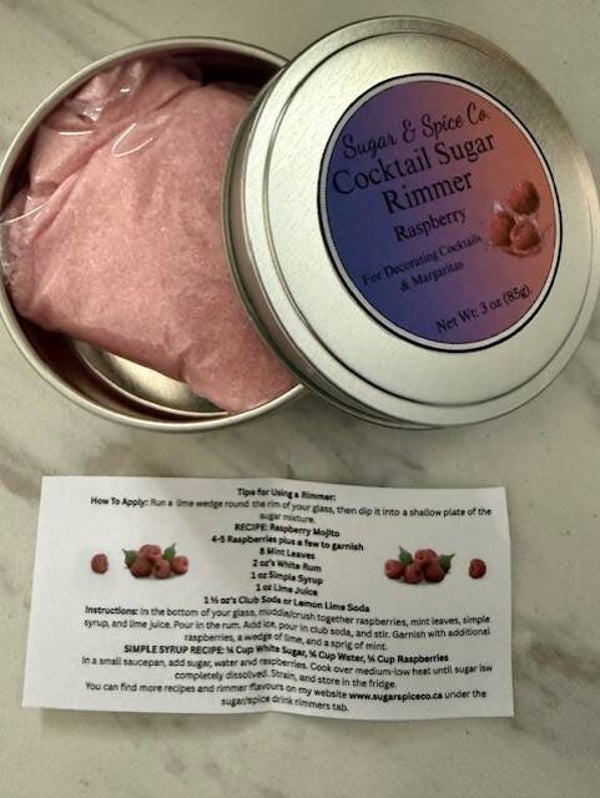 Sugar & Spice Co.
Cocktail Sugar
Rimmer
Raspberry
For Decorating Cocktails
& Margaritas
Net Wt: 3 oz (85g)
Tips for Using a Rimmer:
How To Apply: Run a lime wedge round the rim of your glass, then dip it into a shallow plate of the
sugar mixture.
RECIPE: Raspberry Mojito
4-5 Raspberries plus a few to garnish
8 Mint Leaves
2 oz's White Rum
1 oz Simple Syrup
1 oz Lime Juice
1 ½ oz's Club Soda or Lemon Lime Soda
Instructions: In the bottom of your glass, muddle/crush together raspberries, mint leaves, simple
syrup, and lime juice. Pour in the rum. Add ice, pour in club soda, and stir. Garnish with additional
raspberries, a wedge of lime, and a sprig of mint.
SIMPLE SYRUP RECIPE: Cup White Sugar, Cup Water, Cup Raspberries
In a small saucepan, add sugar, water and raspberries. Cook over medium-low heat until sugar isw
completely dissolved. Strain, and store in the fridge.
You can find more recipes and rimmer flavours on my website www.sugarspiceco.ca under the
sugar/spice drink rimmers tab.